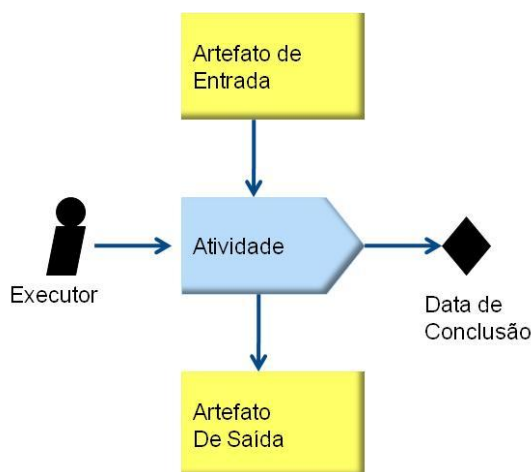 Artefato de
Entrada
Atividade
Executor
Data de
Conclusão
Artefato
De Saída